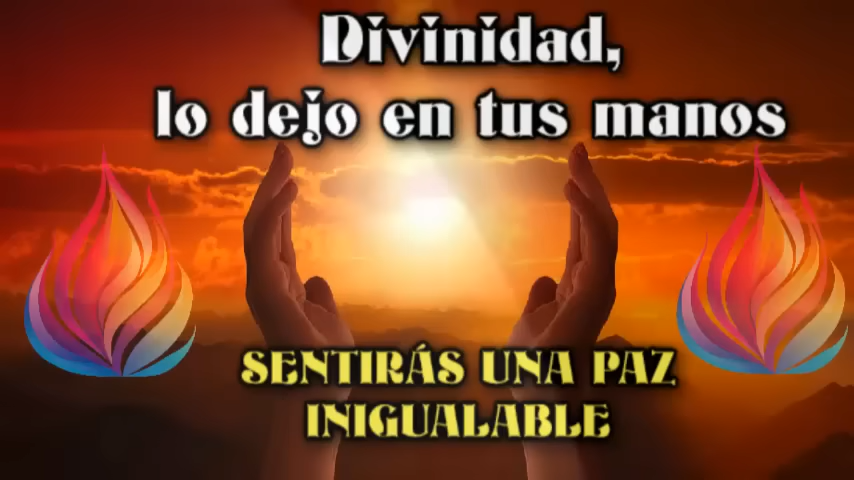 Divinidad,
lo dejo en tus manos
SENTIRÁS UNA PAZ
INIGUALABLE